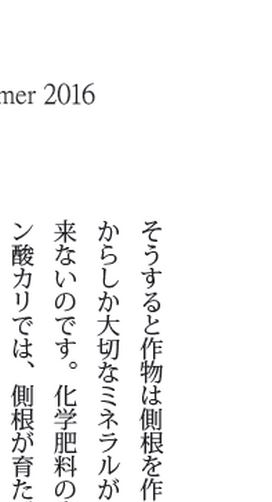 mer 2016
そうすると作物は側根を作
からしか大切なミネラルが
来ないのです。化学肥料の
ン酸カリでは、側根が育た